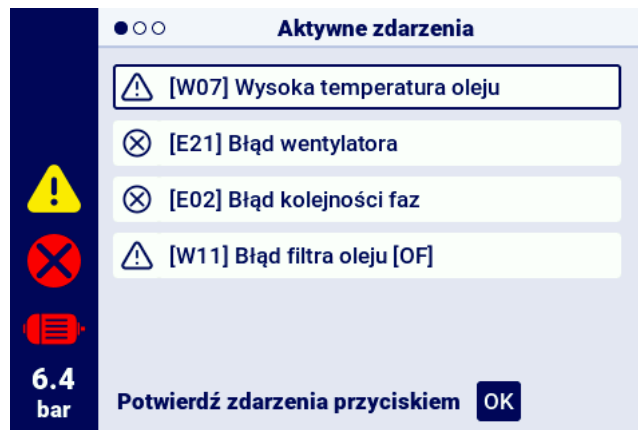 Aktywne zdarzenia
[W07] Wysoka temperatura oleju
[E21] Błąd wentylatora
[E02] Błąd kolejności faz
[W11] Błąd filtra oleju [OF]
6.4
bar
Potwierdź zdarzenia przyciskiem OK